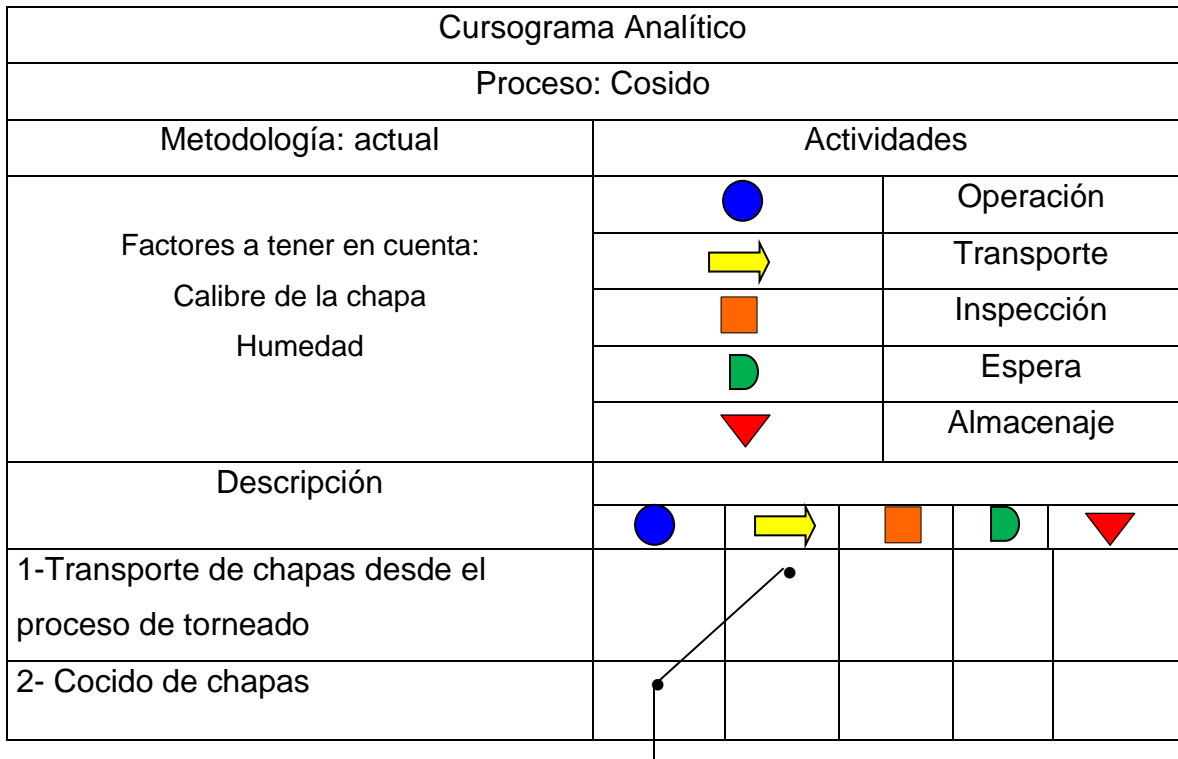 Cursograma Analítico
Proceso: Cosido
Metodología: actual
Actividades
Factores a tener en cuenta:
Calibre de la chapa
Humedad
Operación
Transporte
Inspección
Espera
Almacenaje
Descripción
1-Transporte de chapas desde el
proceso de torneado
2- Cocido de chapas